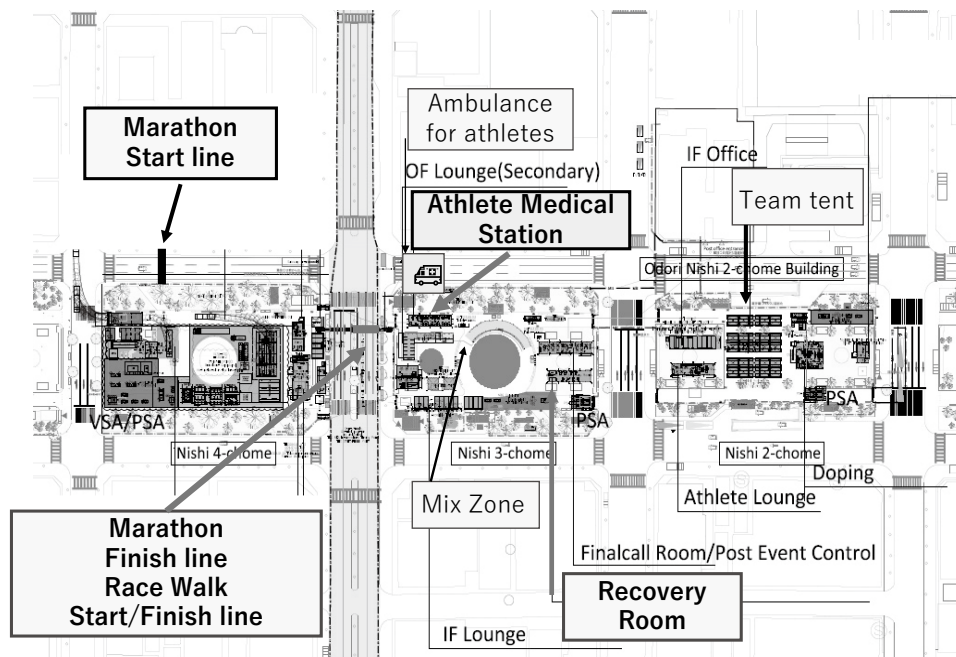 Marathon
Start line
Ambulance
for athletes
OF Lounge(Secondary)
Athlete Medical
Station
IF Office
Team tent
Odori Nishi 2-chome Building
VSA/PSA
PSA
PSA
Nishi 4-chome
Nishi 3-chome
Nishi 2-chome
Doping
Mix Zone
Athlete Lounge
Marathon
Finish line
Race Walk
Start/Finish line
Finalcall Room/Post Event Control
Recovery
Room
IF Lounge